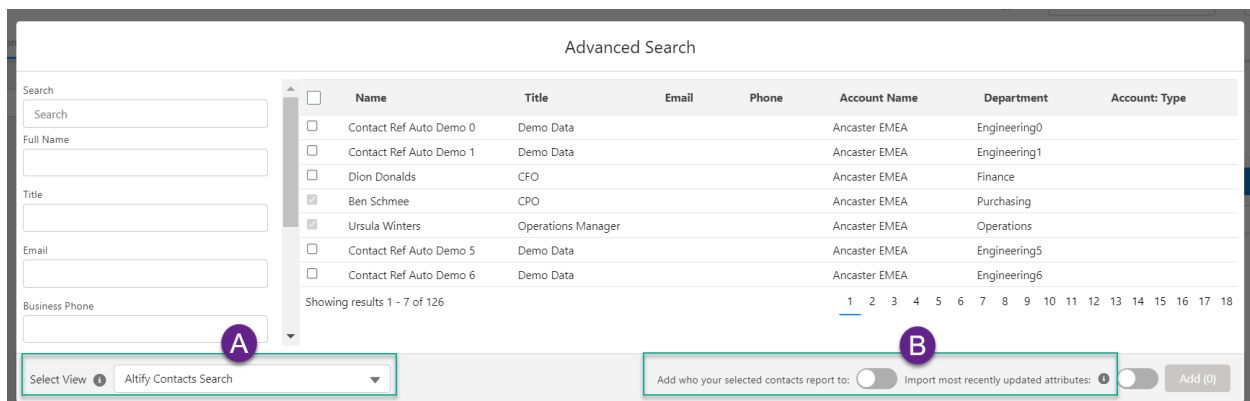 Advanced Search
Search
Search
Full Name
Title
Email
Business Phone
Name Title Email Phone Account Name Department Account: Type
Contact Ref Auto Demo 0 Demo Data Ancaster EMEA Engineering0
Contact Ref Auto Demo 1 Demo Data Ancaster EMEA Engineering1
Dion Donalds CFO Ancaster EMEA Finance
Ben Schmee CPO Ancaster EMEA Purchasing
Ursula Winters Operations Manager Ancaster EMEA Operations
Contact Ref Auto Demo 5 Demo Data Ancaster EMEA Engineering5
Contact Ref Auto Demo 6 Demo Data Ancaster EMEA Engineering6
Showing results 1 - 7 of 126 1 2 3 4 5 6 7 8 9 10 11 12 13 14 15 16 17 18
A
B
Select View Altify Contacts Search Add who your selected contacts report to: Import most recently updated attributes: Add (0)